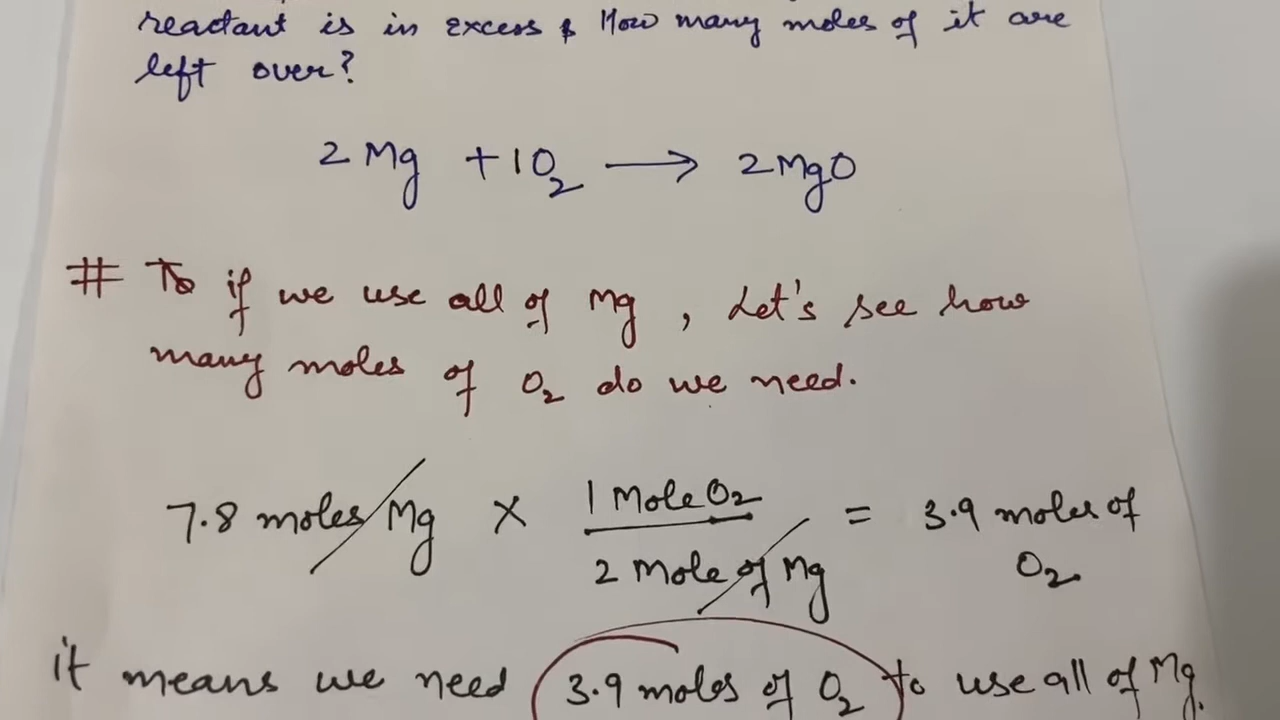 reactant is in excess & How many moles of it are
left over?
2 Mg + 1O₂ → 2MgO
# To if we use all of Mg, Let's see how
many moles of O₂ do we need.
7.8 moles Mg × 1 Mole O₂ / 2 Mole of Mg = 3.9 moles of O₂
it means we need 3.9 moles of O₂ to use all of Mg.